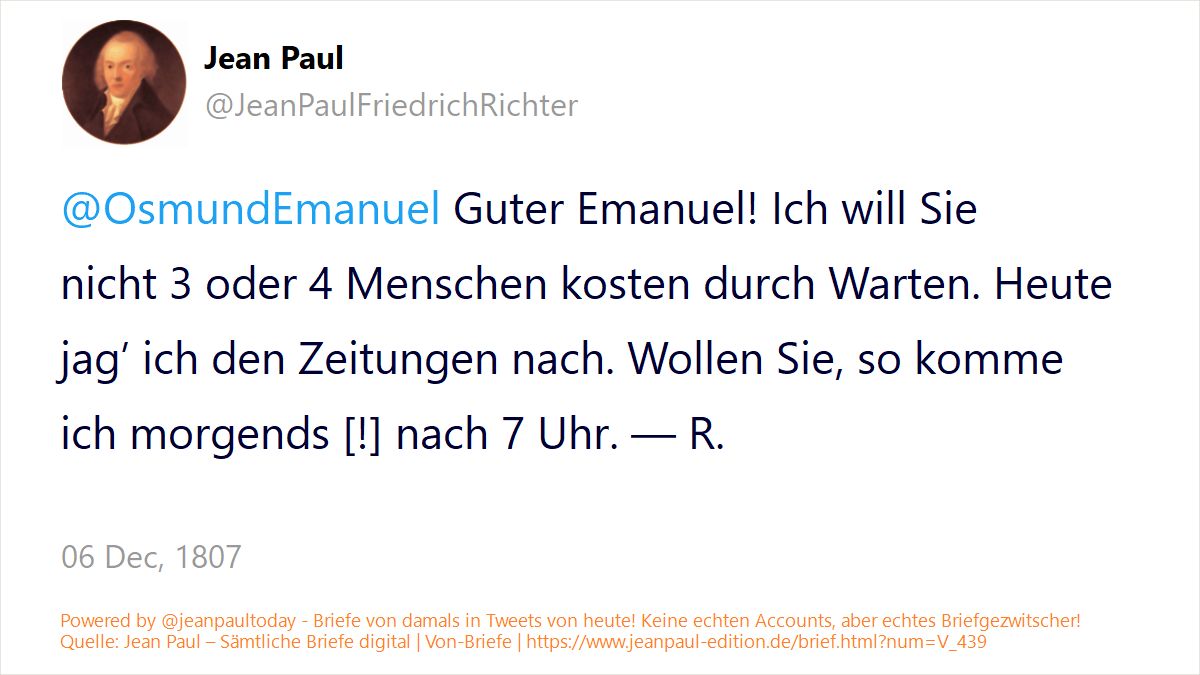 Jean Paul
@JeanPaulFriedrichRichter
@OsmundEmanuel Guter Emanuel! Ich will Sie
nicht 3 oder 4 Menschen kosten durch Warten. Heute
jag’ ich den Zeitungen nach. Wollen Sie, so komme
ich morgends [!] nach 7 Uhr. — R.
06 Dec, 1807
Powered by @jeanpaultoday - Briefe von damals in Tweets von heute! Keine echten Accounts, aber echtes Briefgezwitscher!
Quelle: Jean Paul – Sämtliche Briefe digital | Von-Briefe | https://www.jeanpaul-edition.de/brief.html?num=V_439